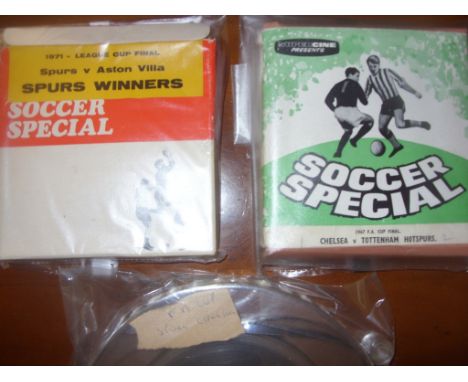 1971 - LEAGUE CUP FINAL
Spurs v Aston Villa
SPURS WINNERS
SOCCER
SPECIAL
PRESENTS
SOCCER
SPECIAL
1967 F.A. CUP FINAL.
CHELSEA v TOTTENHAM HOTSPURS.
CUP